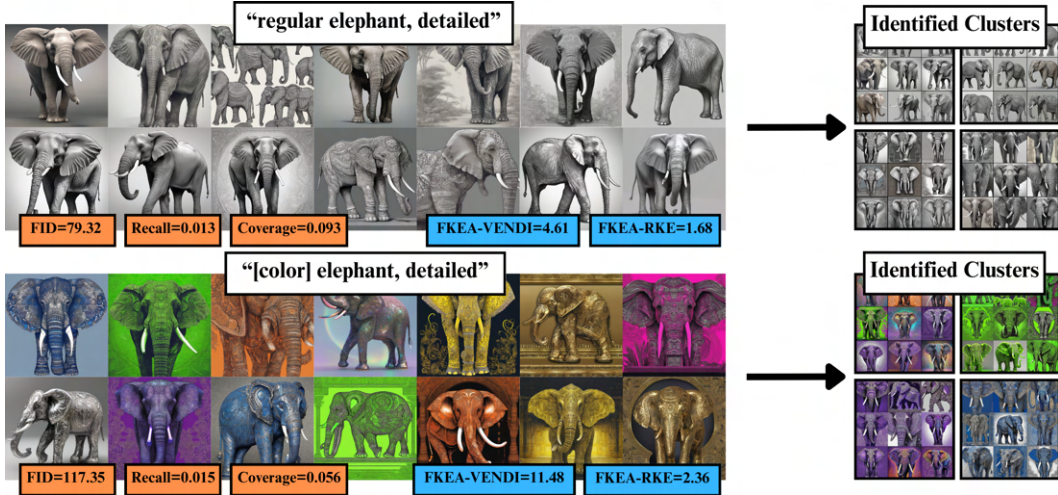 “regular elephant, detailed”
Identified Clusters
FID=79.32
Recall=0.013
Coverage=0.093
FKEA-VENDI=4.61
FKEA-RKE=1.68
“[color] elephant, detailed”
Identified Clusters
FID=117.35
Recall=0.015
Coverage=0.056
FKEA-VENDI=11.48
FKEA-RKE=2.36